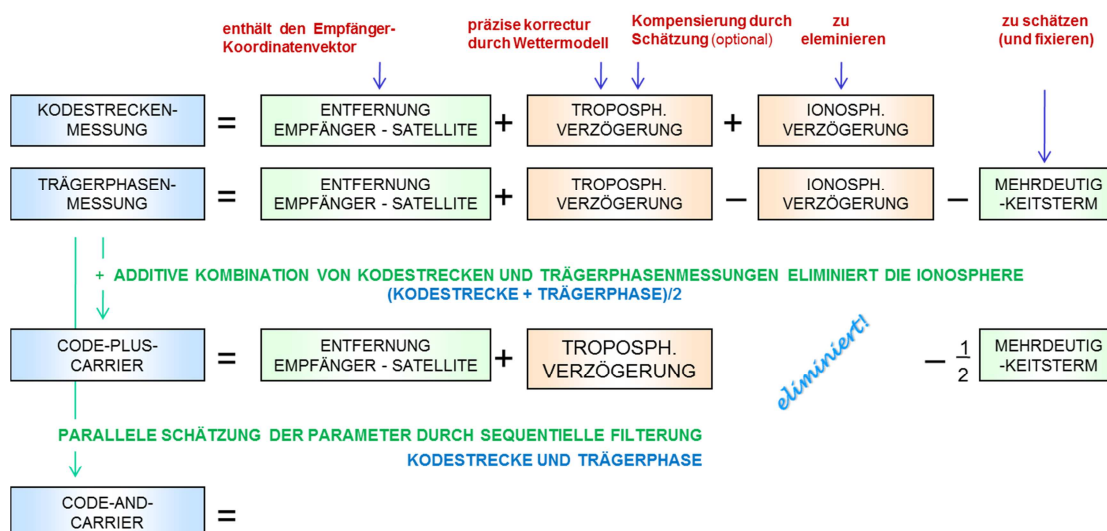 enthält den Empfänger-
Koordinatenvektor
präzise korrectur
durch Wettermodell
Kompensierung durch
Schätzung (optional)
zu
eleminieren
zu schätzen
(und fixieren)
KODESTRECKEN-
MESSUNG
=
ENTFERNUNG
EMPFÄNGER - SATELLITE
+
TROPOSPH.
VERZÖGERUNG
+
IONOSPH.
VERZÖGERUNG
TRÄGERPHASEN-
MESSUNG
=
ENTFERNUNG
EMPFÄNGER - SATELLITE
+
TROPOSPH.
VERZÖGERUNG
–
IONOSPH.
VERZÖGERUNG
–
MEHRDEUTIG
-KEITSTERM
+ ADDITIVE KOMBINATION VON KODESTRECKEN UND TRÄGERPHASENMESSUNGEN ELIMINIERT DIE IONOSPHERE
(KODESTRECKE + TRÄGERPHASE)/2
CODE-PLUS-
CARRIER
=
ENTFERNUNG
EMPFÄNGER - SATELLITE
+
TROPOSPH.
VERZÖGERUNG
eliminiert!
– 1/2
MEHRDEUTIG
-KEITSTERM
PARALLELE SCHÄTZUNG DER PARAMETER DURCH SEQUENTIELLE FILTERUNG
KODESTRECKE UND TRÄGERPHASE
CODE-AND-
CARRIER
=